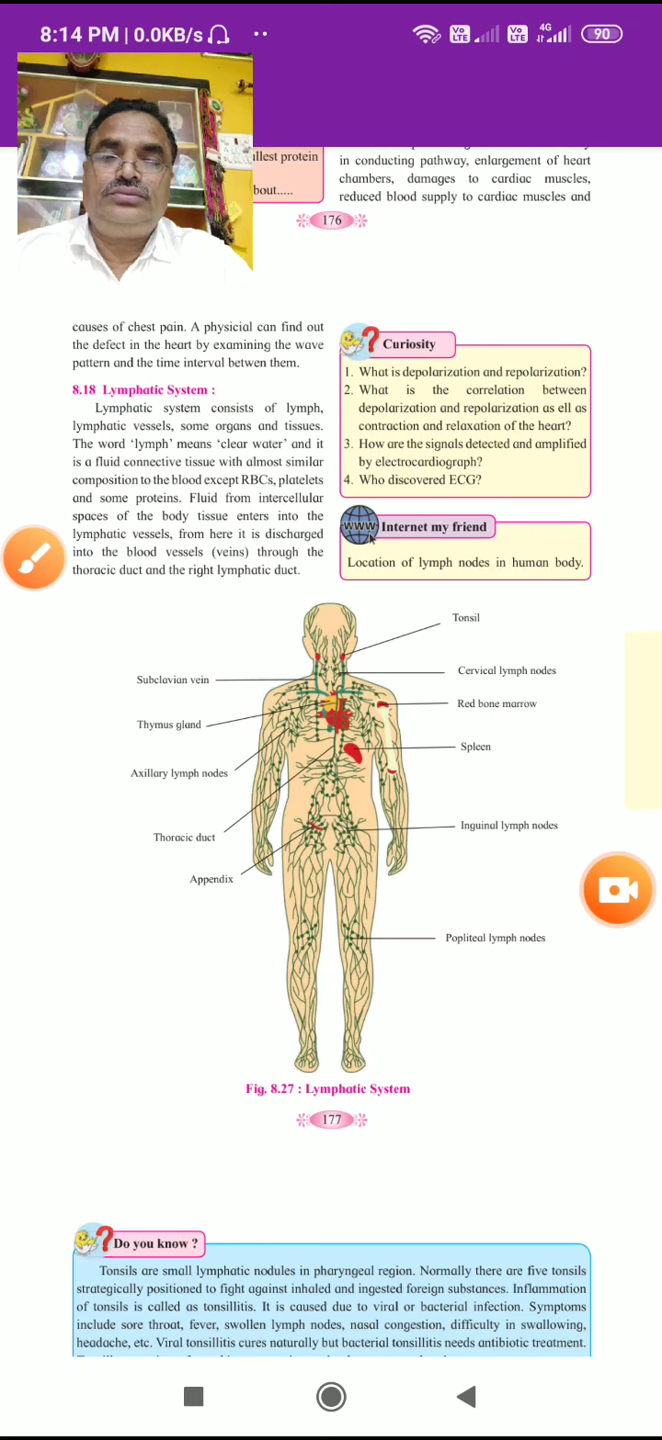 8:14 PM | 0.0KB/s
Vo LTE
Vo LTE
4G
90
llest protein
bout.....
in conducting pathway, enlargement of heart
chambers, damages to cardiac muscles,
reduced blood supply to cardiac muscles and
176
causes of chest pain. A physicial can find out
the defect in the heart by examining the wave
pattern and the time interval betwen them.
8.18 Lymphatic System :
Lymphatic system consists of lymph,
lymphatic vessels, some organs and tissues.
The word ‘lymph’ means ‘clear water’ and it
is a fluid connective tissue with almost similar
composition to the blood except RBCs, platelets
and some proteins. Fluid from intercellular
spaces of the body tissue enters into the
lymphatic vessels, from here it is discharged
into the blood vessels (veins) through the
thoracic duct and the right lymphatic duct.
?
Curiosity
1. What is depolarization and repolarization?
2. What is the correlation between
depolarization and repolarization as ell as
contraction and relaxation of the heart?
3. How are the signals detected and amplified
by electrocardiograph?
4. Who discovered ECG?
www
Internet my friend
Location of lymph nodes in human body.
Tonsil
Cervical lymph nodes
Subclavian vein
Red bone marrow
Thymus gland
Spleen
Axillary lymph nodes
Inguinal lymph nodes
Thoracic duct
Appendix
Popliteal lymph nodes
Fig. 8.27 : Lymphatic System
177
?
Do you know ?
Tonsils are small lymphatic nodules in pharyngeal region. Normally there are five tonsils
strategically positioned to fight against inhaled and ingested foreign substances. Inflammation
of tonsils is called as tonsillitis. It is caused due to viral or bacterial infection. Symptoms
include sore throat, fever, swollen lymph nodes, nasal congestion, difficulty in swallowing,
headache, etc. Viral tonsillitis cures naturally but bacterial tonsillitis needs antibiotic treatment.